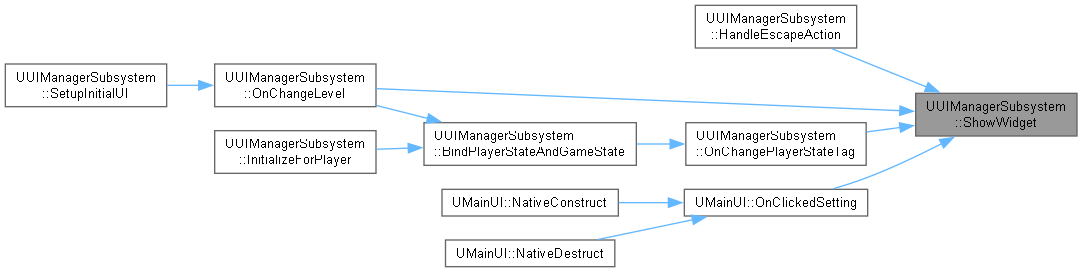 UUIManagerSubsystem
::HandleEscapeAction
UUIManagerSubsystem
::SetupInitialUI
UUIManagerSubsystem
::OnChangeLevel
UUIManagerSubsystem
::ShowWidget
UUIManagerSubsystem
::InitializeForPlayer
UUIManagerSubsystem
::BindPlayerStateAndGameState
UUIManagerSubsystem
::OnChangePlayerStateTag
UMainUI::NativeConstruct
UMainUI::OnClickedSetting
UMainUI::NativeDestruct